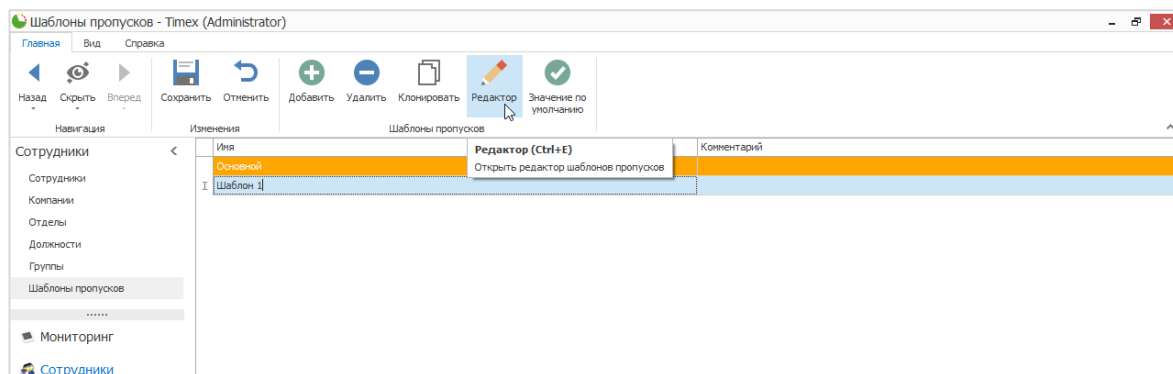 Шаблоны пропусков - Timex (Administrator)
Главная Вид Справка
Назад Скрыть Вперед Сохранить Отменить Добавить Удалить Клонировать Редактор Значение по умолчанию
Навигация Изменения Шаблоны пропусков
Сотрудники
Сотрудники
Компании
Отделы
Должности
Группы
Шаблоны пропусков
Мониторинг
Сотрудники
Имя Комментарий
Основной
Шаблон 1
Редактор (Ctrl+E)
Открыть редактор шаблонов пропусков